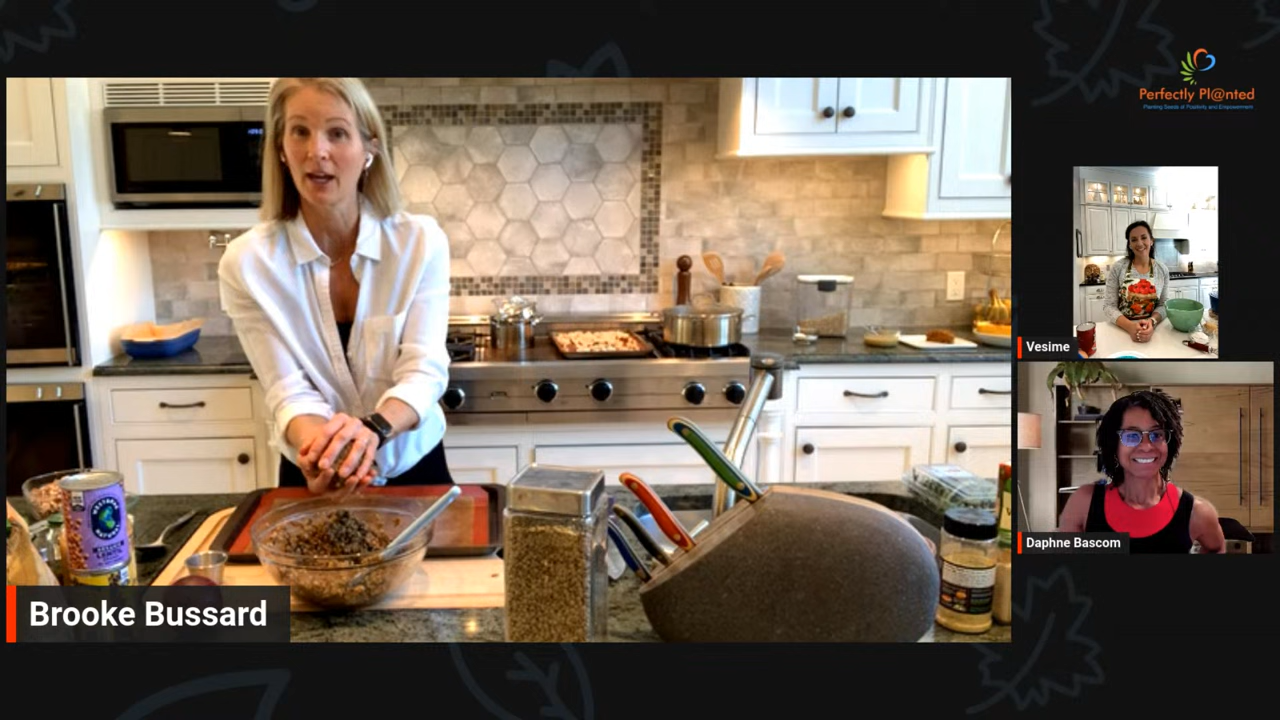 Perfectly Pl@nted
Planting Seeds of Positivity and Empowerment
Vesime
Daphne Bascom
Brooke Bussard